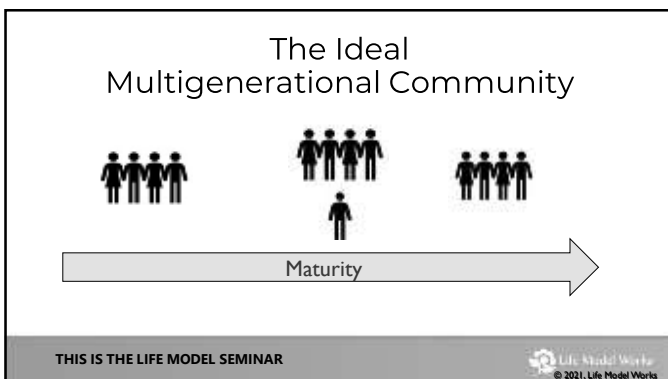 The Ideal
Multigenerational Community
Maturity
THIS IS THE LIFE MODEL SEMINAR
Life Model Works
© 2021, Life Model Works